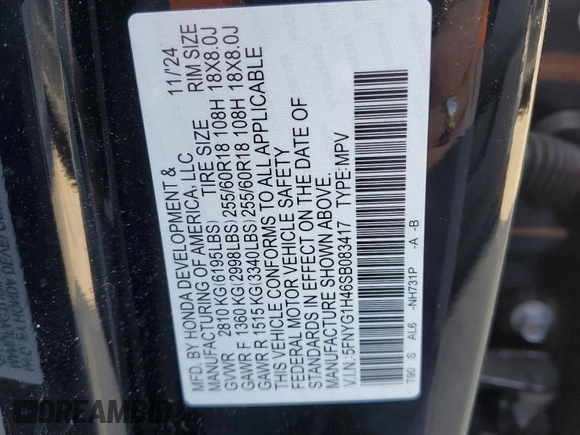 MFD. BY HONDA DEVELOPMENT & 11/24
MANUFACTURING OF AMERICA, LLC
TIRE SIZE RIM SIZE
GVWR 2810 KG(6195LBS)
GAWR F 1360 KG(2998LBS) 255/60R18 108H 18X8.0J
GAWR R 1515 KG(3340LBS) 255/60R18 108H 18X8.0J
THIS VEHICLE CONFORMS TO ALL APPLICABLE
FEDERAL MOTOR VEHICLE SAFETY
STANDARDS IN EFFECT ON THE DATE OF
MANUFACTURE SHOWN ABOVE.
V.I.N.:5FNYG1H46SB083417 TYPE:MPV
T90 S AL6 -NH731P -A -B
DREAMBID